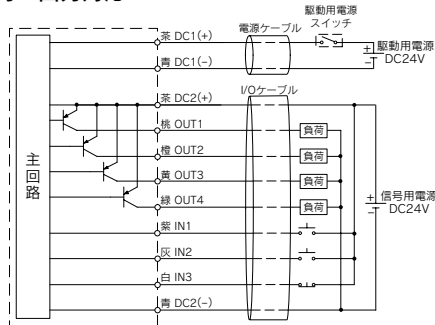 駆動用電源
スイッチ
電源ケーブル
茶 DC1(+)
駆動用電源
DC24V
+
−
青 DC1(−)
I/Oケーブル
茶 DC2(+)
桃 OUT1
負荷
橙 OUT2
負荷
黄 OUT3
負荷
緑 OUT4
負荷
主回路
信号用電源
DC24V
+
−
紫 IN1
灰 IN2
白 IN3
青 DC2(−)